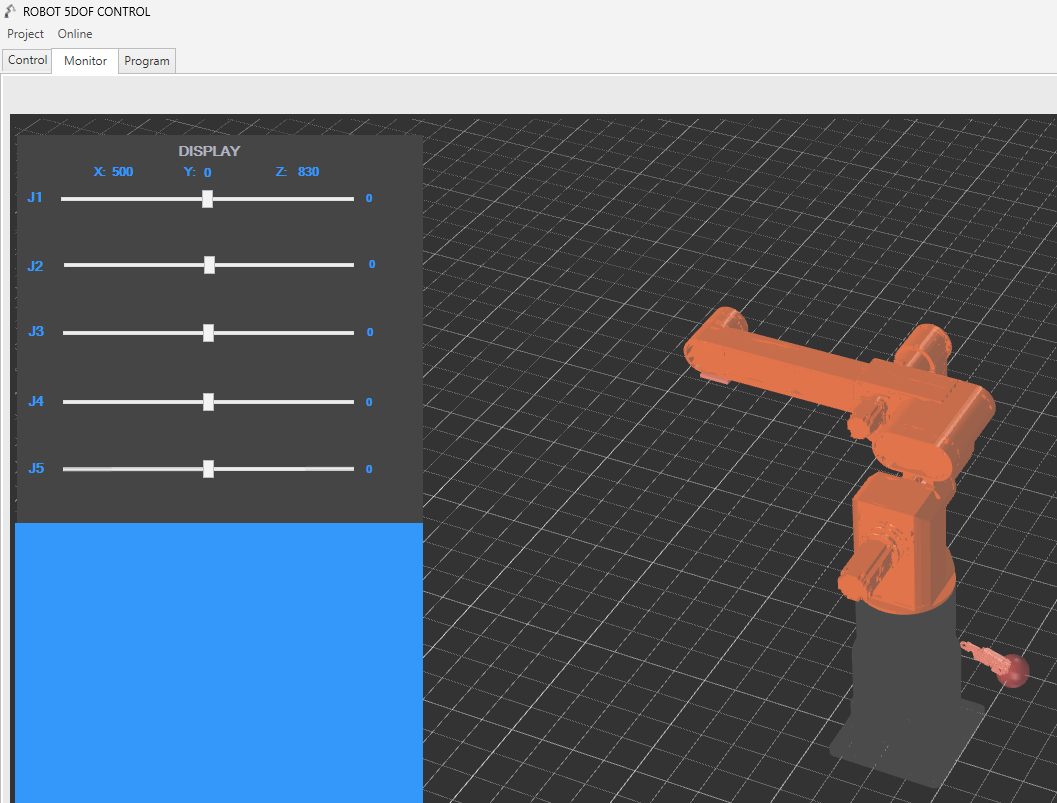 ROBOT 5DOF CONTROL
Project Online
Control Monitor Program
DISPLAY
X: 500 Y: 0 Z: 830
J1 0
J2 0
J3 0
J4 0
J5 0